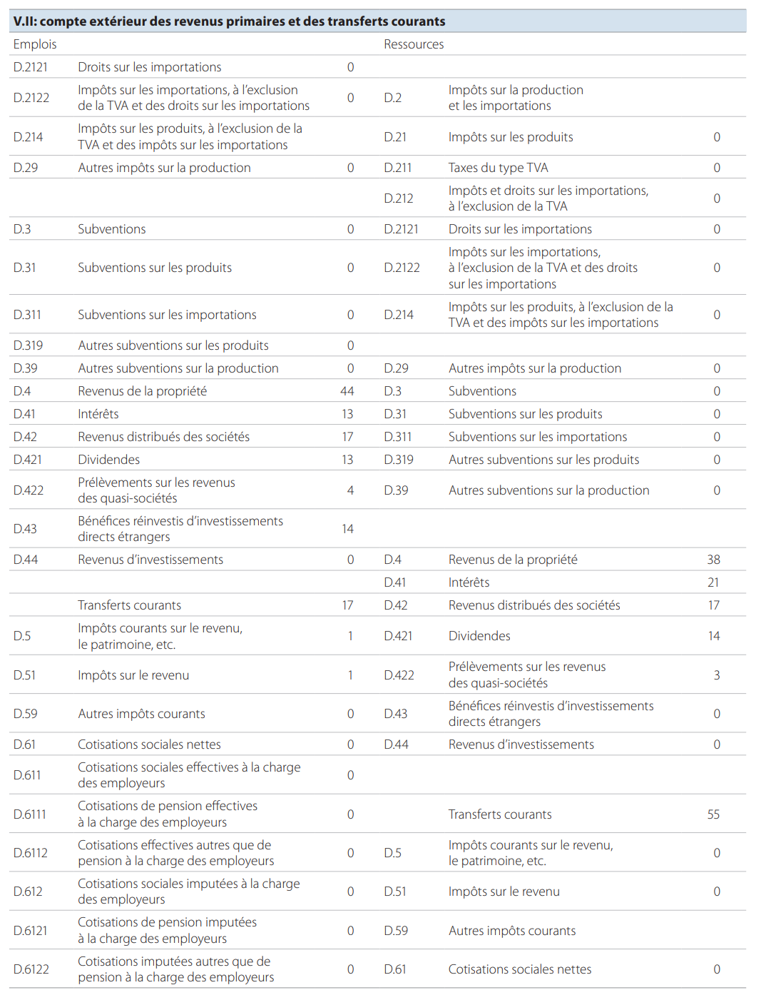 V.II: compte extérieur des revenus primaires et des transferts courants
Emplois Ressources
D.2121 Droits sur les importations 0
D.2122 Impôts sur les importations, à l’exclusion
de la TVA et des droits sur les importations 0 D.2 Impôts sur la production
et les importations
D.214 Impôts sur les produits, à l’exclusion de la
TVA et des impôts sur les importations D.21 Impôts sur les produits 0
D.29 Autres impôts sur la production 0 D.211 Taxes du type TVA 0
D.212 Impôts et droits sur les importations,
à l’exclusion de la TVA 0
D.3 Subventions 0 D.2121 Droits sur les importations 0
D.31 Subventions sur les produits 0 D.2122 Impôts sur les importations,
à l’exclusion de la TVA et des droits
sur les importations 0
D.311 Subventions sur les importations 0 D.214 Impôts sur les produits, à l’exclusion de la
TVA et des impôts sur les importations 0
D.319 Autres subventions sur les produits 0
D.39 Autres subventions sur la production 0 D.29 Autres impôts sur la production 0
D.4 Revenus de la propriété 44 D.3 Subventions 0
D.41 Intérêts 13 D.31 Subventions sur les produits 0
D.42 Revenus distribués des sociétés 17 D.311 Subventions sur les importations 0
D.421 Dividendes 13 D.319 Autres subventions sur les produits 0
D.422 Prélèvements sur les revenus
des quasi-sociétés 4 D.39 Autres subventions sur la production 0
D.43 Bénéfices réinvestis d’investissements
directs étrangers 14
D.44 Revenus d’investissements 0 D.4 Revenus de la propriété 38
D.41 Intérêts 21
Transferts courants 17 D.42 Revenus distribués des sociétés 17
D.5 Impôts courants sur le revenu,
le patrimoine, etc. 1 D.421 Dividendes 14
D.51 Impôts sur le revenu 1 D.422 Prélèvements sur les revenus
des quasi-sociétés 3
D.59 Autres impôts courants 0 D.43 Bénéfices réinvestis d’investissements
directs étrangers 0
D.61 Cotisations sociales nettes 0 D.44 Revenus d’investissements 0
D.611 Cotisations sociales effectives à la charge
des employeurs 0
D.6111 Cotisations de pension effectives
à la charge des employeurs 0 Transferts courants 55
D.6112 Cotisations effectives autres que de
pension à la charge des employeurs 0 D.5 Impôts courants sur le revenu,
le patrimoine, etc. 0
D.612 Cotisations sociales imputées à la charge
des employeurs 0 D.51 Impôts sur le revenu 0
D.6121 Cotisations de pension imputées
à la charge des employeurs 0 D.59 Autres impôts courants
D.6122 Cotisations imputées autres que de
pension à la charge des employeurs 0 D.61 Cotisations sociales nettes 0